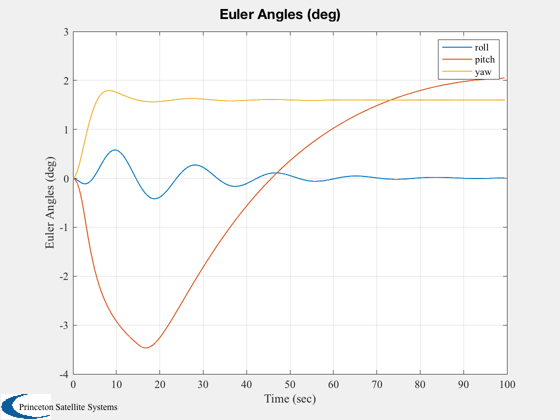 Euler Angles (deg)
3
2
1
0
-1
-2
-3
-4
Euler Angles (deg)
roll
pitch
yaw
0 10 20 30 40 50 60 70 80 90 100
Time (sec)
Princeton Satellite Systems